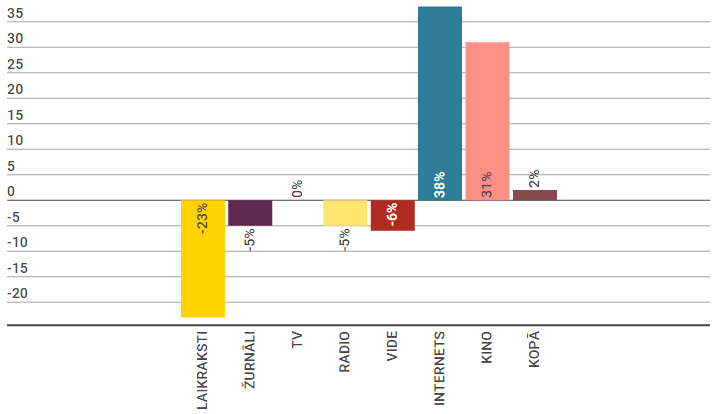 35
30
25
20
15
10
5
0
-5
-10
-15
-20
-23%
-5%
0%
-5%
-6%
38%
31%
2%
LAIKRAKSTI
ŽURNĀLI
TV
RADIO
VIDE
INTERNETS
KINO
KOPĀ